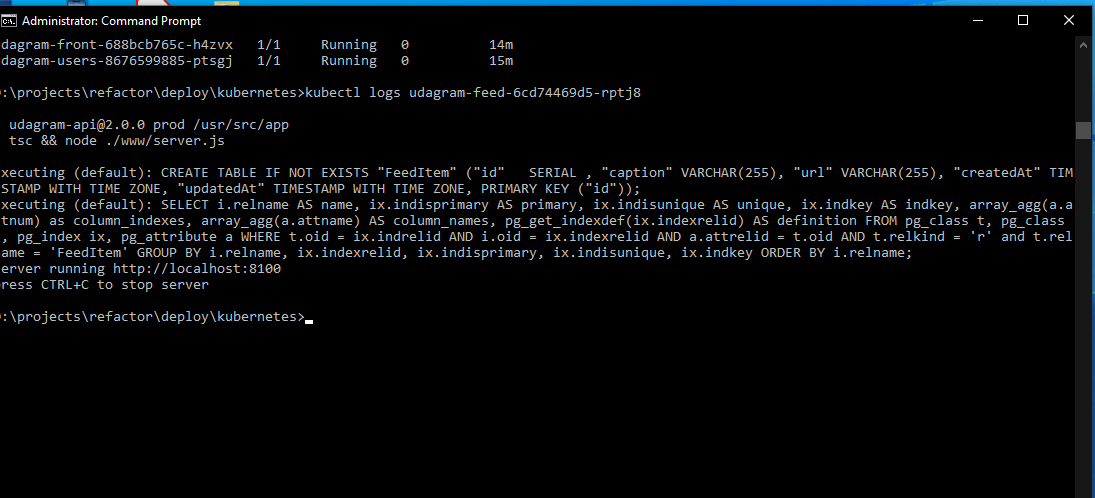 Administrator: Command Prompt
dagram-front-688bcb765c-h4zvx   1/1     Running   0          14m
dagram-users-8676599885-ptsgj   1/1     Running   0          15m
:\projects\refactor\deploy\kubernetes>kubectl logs udagram-feed-6cd74469d5-rptj8
udagram-api@2.0.0 prod /usr/src/app
tsc && node ./www/server.js
xecuting (default): CREATE TABLE IF NOT EXISTS "FeedItem" ("id"   SERIAL , "caption" VARCHAR(255), "url" VARCHAR(255), "createdAt" TIM
STAMP WITH TIME ZONE, "updatedAt" TIMESTAMP WITH TIME ZONE, PRIMARY KEY ("id"));
xecuting (default): SELECT i.relname AS name, ix.indisprimary AS primary, ix.indisunique AS unique, ix.indkey AS indkey, array_agg(a.a
tnum) as column_indexes, array_agg(a.attname) AS column_names, pg_get_indexdef(ix.indexrelid) AS definition FROM pg_class t, pg_class
, pg_index ix, pg_attribute a WHERE t.oid = ix.indrelid AND i.oid = ix.indexrelid AND a.attrelid = t.oid AND t.relkind = 'r' and t.rel
ame = 'FeedItem' GROUP BY i.relname, ix.indexrelid, ix.indisprimary, ix.indisunique, ix.indkey ORDER BY i.relname;
erver running http://localhost:8100
ress CTRL+C to stop server
:\projects\refactor\deploy\kubernetes>